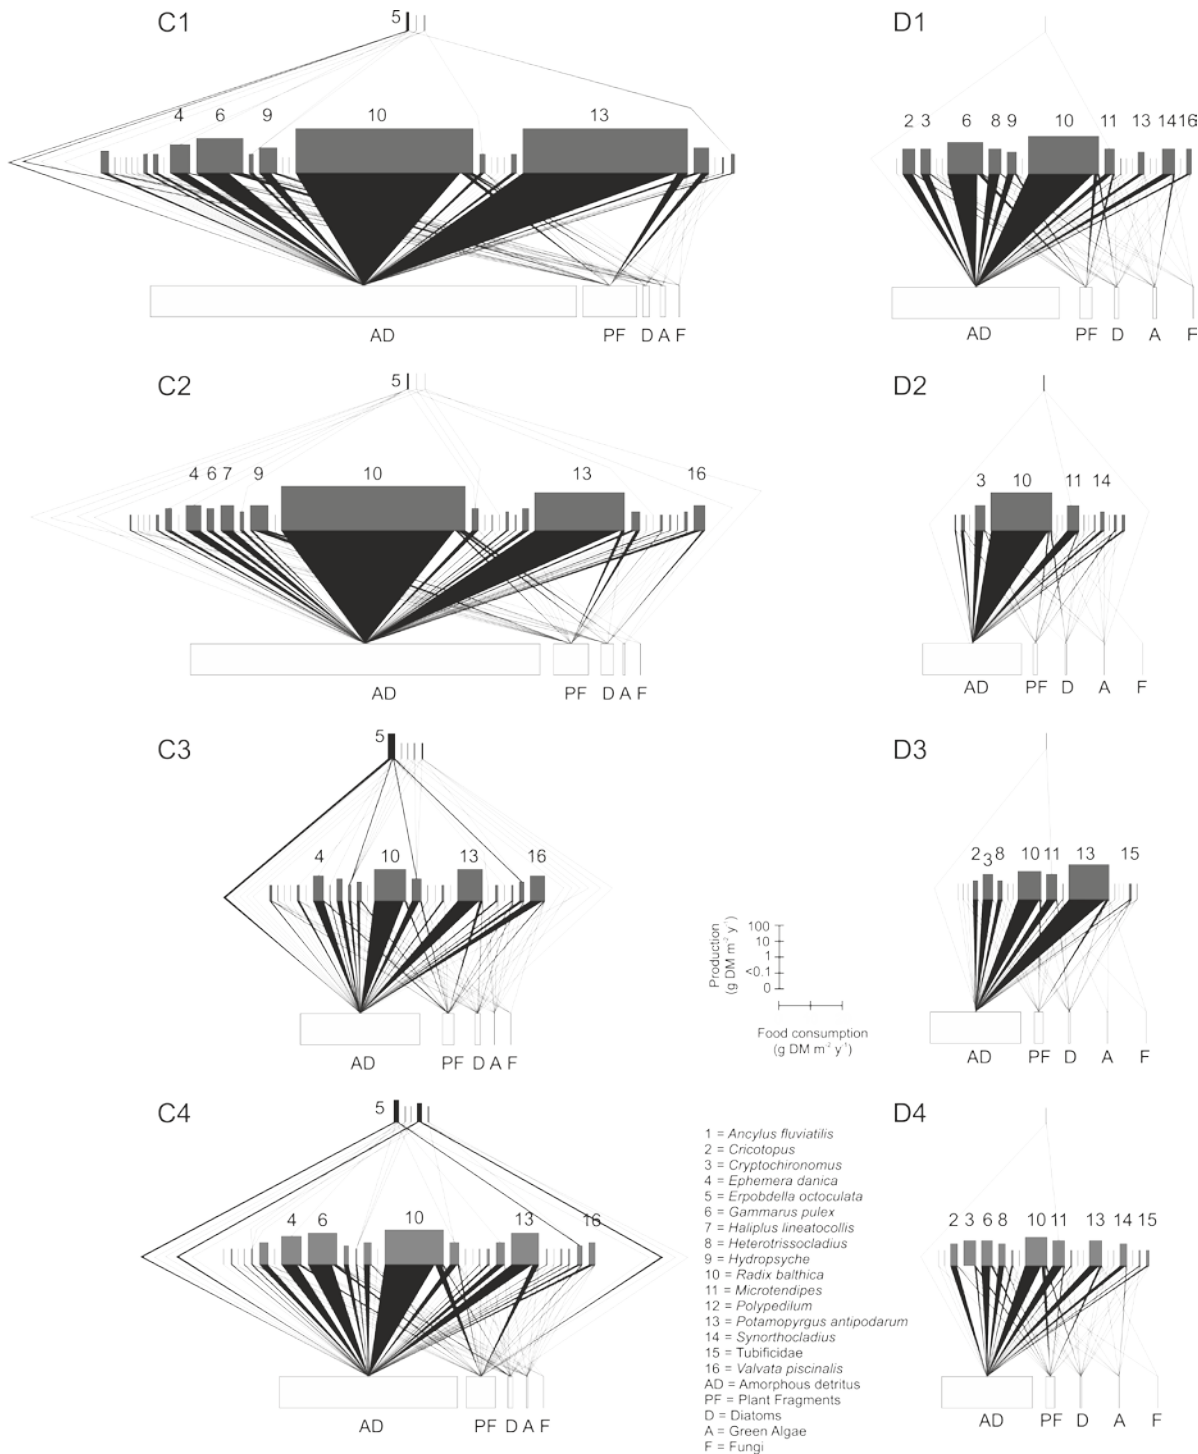 C1
5
4 6 9 10 13
AD PF D A F
D1
2 3 6 8 9 10 11 13 14 16
AD PF D A F
C2
5
4 6 7 9 10 13 16
AD PF D A F
D2
3 10 11 14
AD PF D A F
C3
5
4 10 13 16
AD PF D A F
D3
2 3 8 10 11 13 15
AD PF D A F
Production
(g DM m⁻² y⁻¹)
100
10
1
<0.1
0
Food consumption
(g DM m⁻² y⁻¹)
C4
5
4 6 10 13 16
AD PF D A F
D4
2 3 6 8 10 11 13 14 15
AD PF D A F
1 = Ancylus fluviatilis
2 = Cricotopus
3 = Cryptochironomus
4 = Ephemera danica
5 = Erpobdella octoculata
6 = Gammarus pulex
7 = Haliplus lineatocollis
8 = Heterotrissocladius
9 = Hydropsyche
10 = Radix balthica
11 = Microtendipes
12 = Polypedilum
13 = Potamopyrgus antipodarum
14 = Synorthocladius
15 = Tubificidae
16 = Valvata piscinalis
AD = Amorphous detritus
PF = Plant Fragments
D = Diatoms
A = Green Algae
F = Fungi